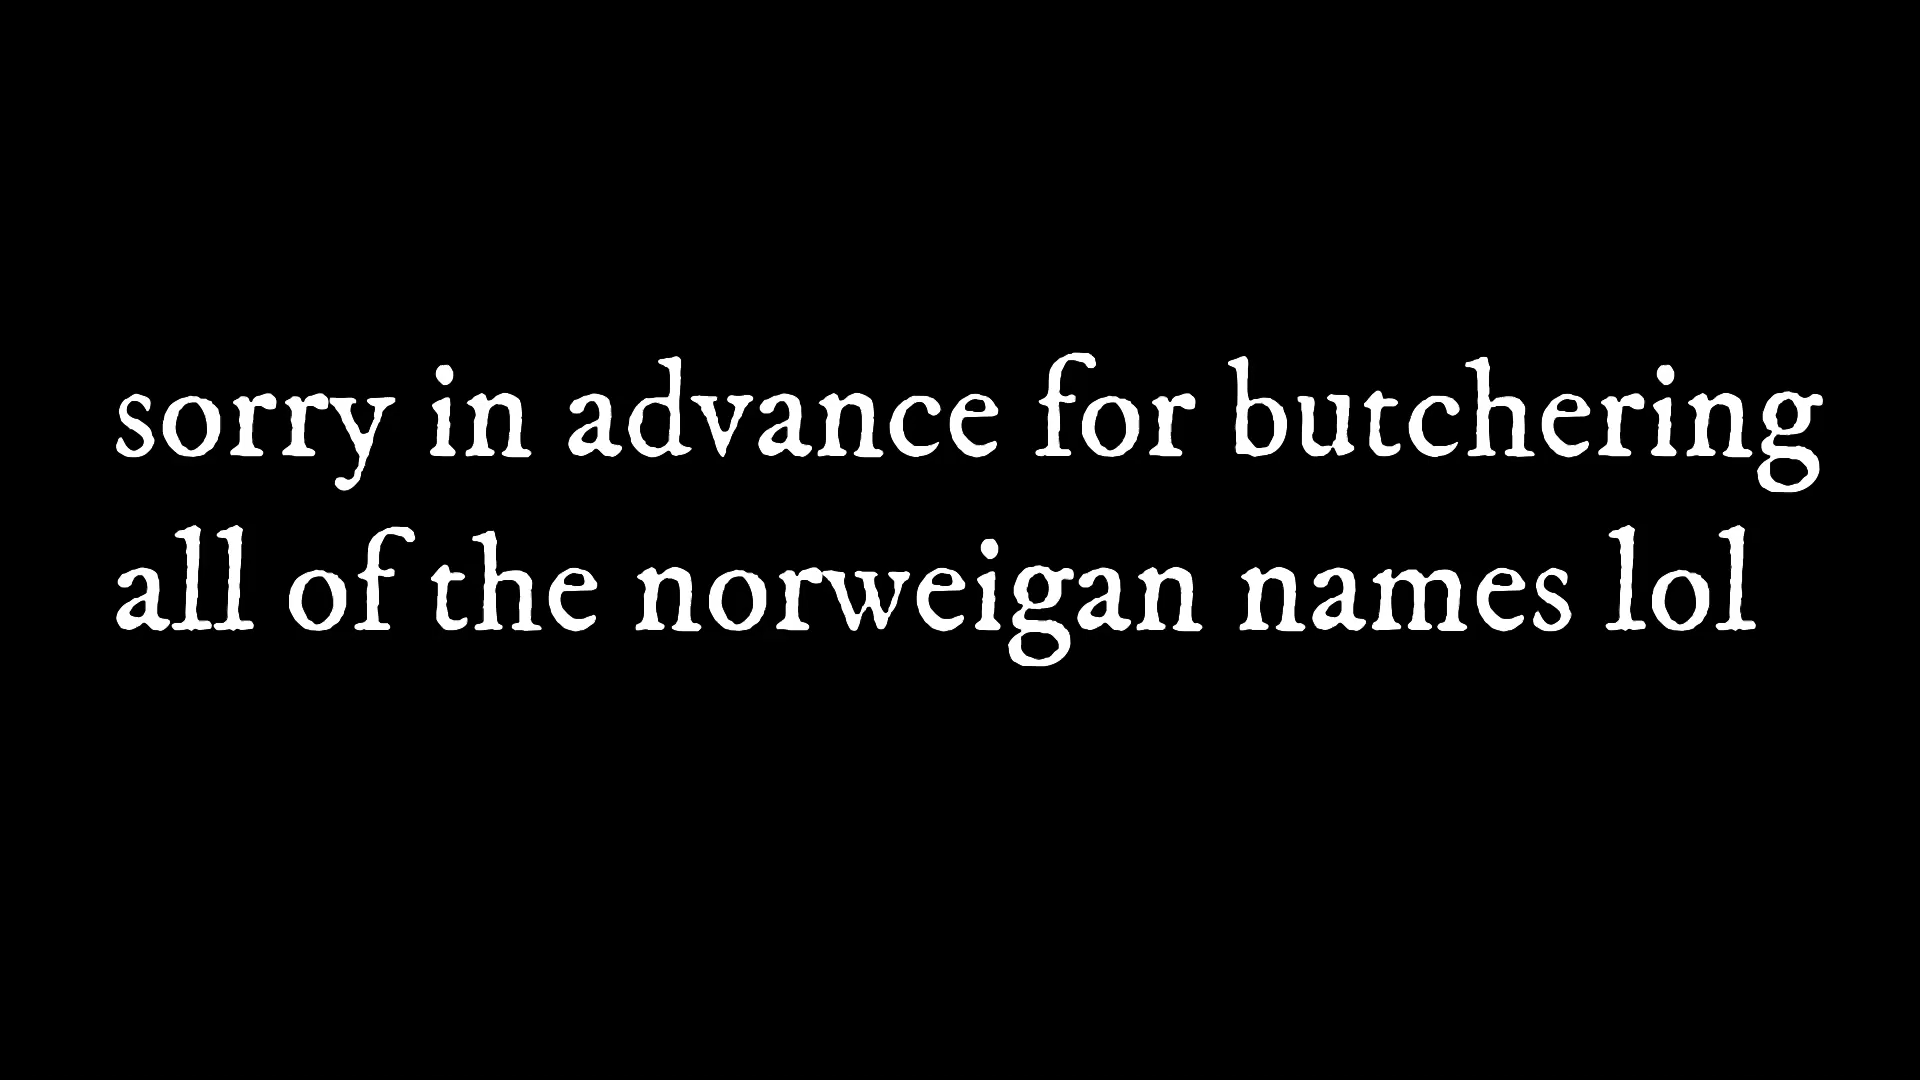 sorry in advance for butchering
all of the norweigan names lol